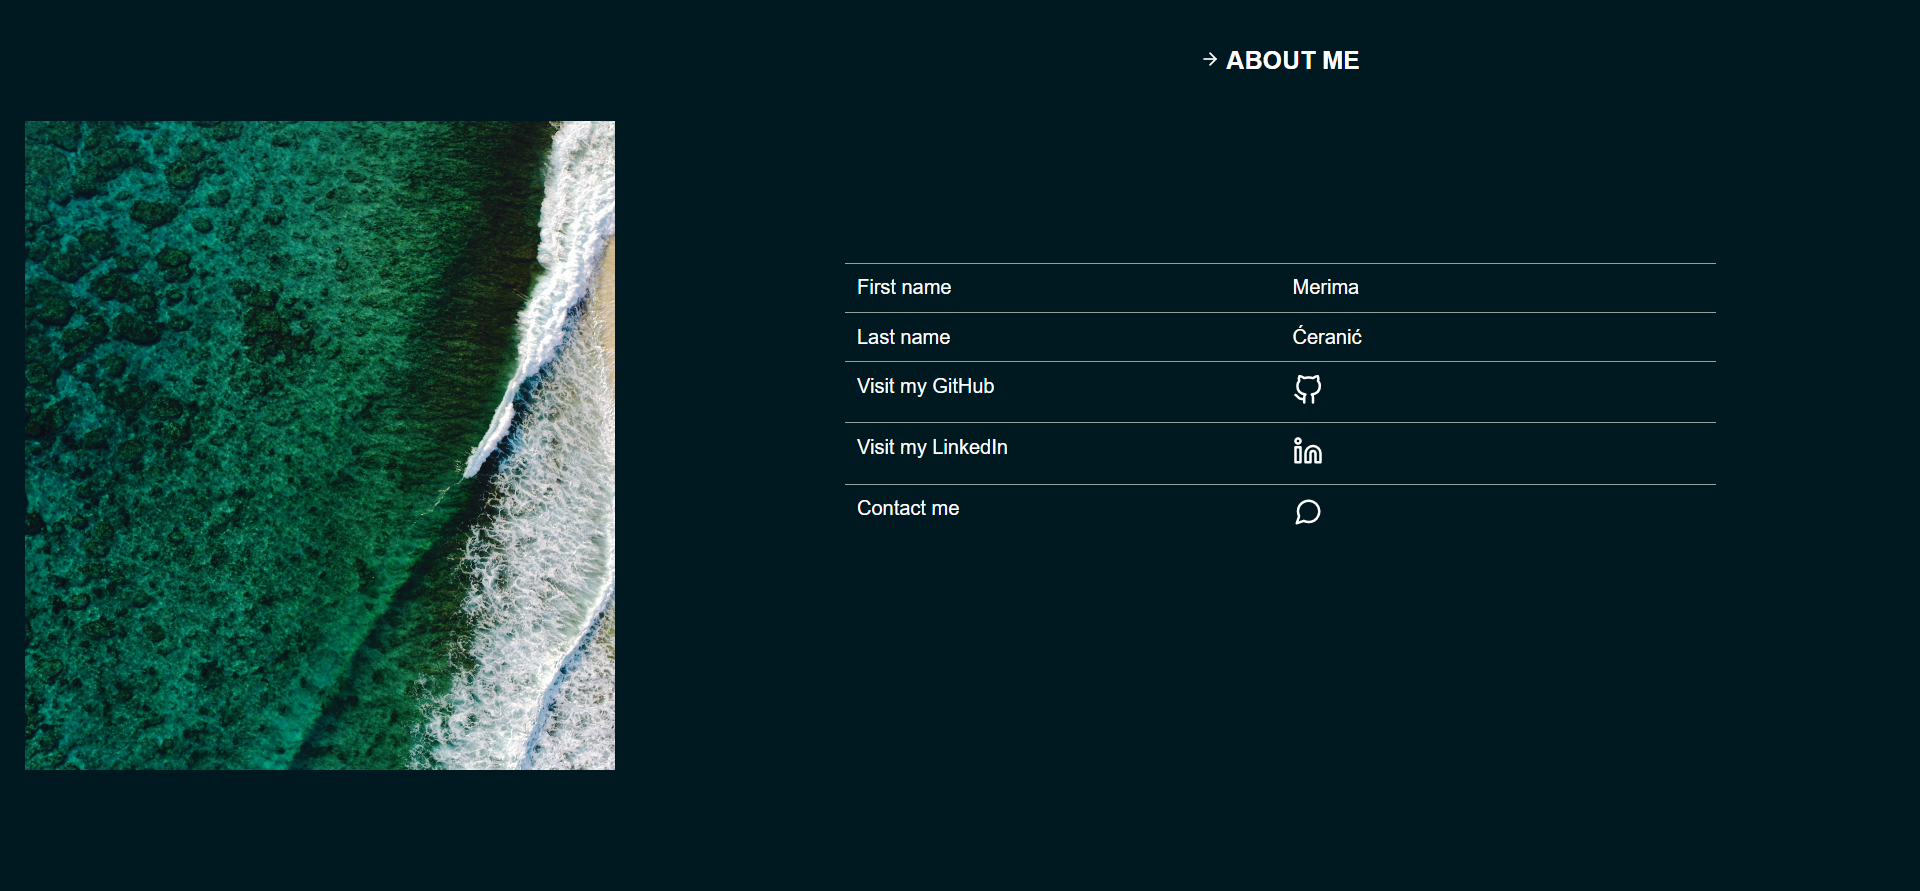 → ABOUT ME
First name Merima
Last name Ćeranić
Visit my GitHub
Visit my LinkedIn
Contact me